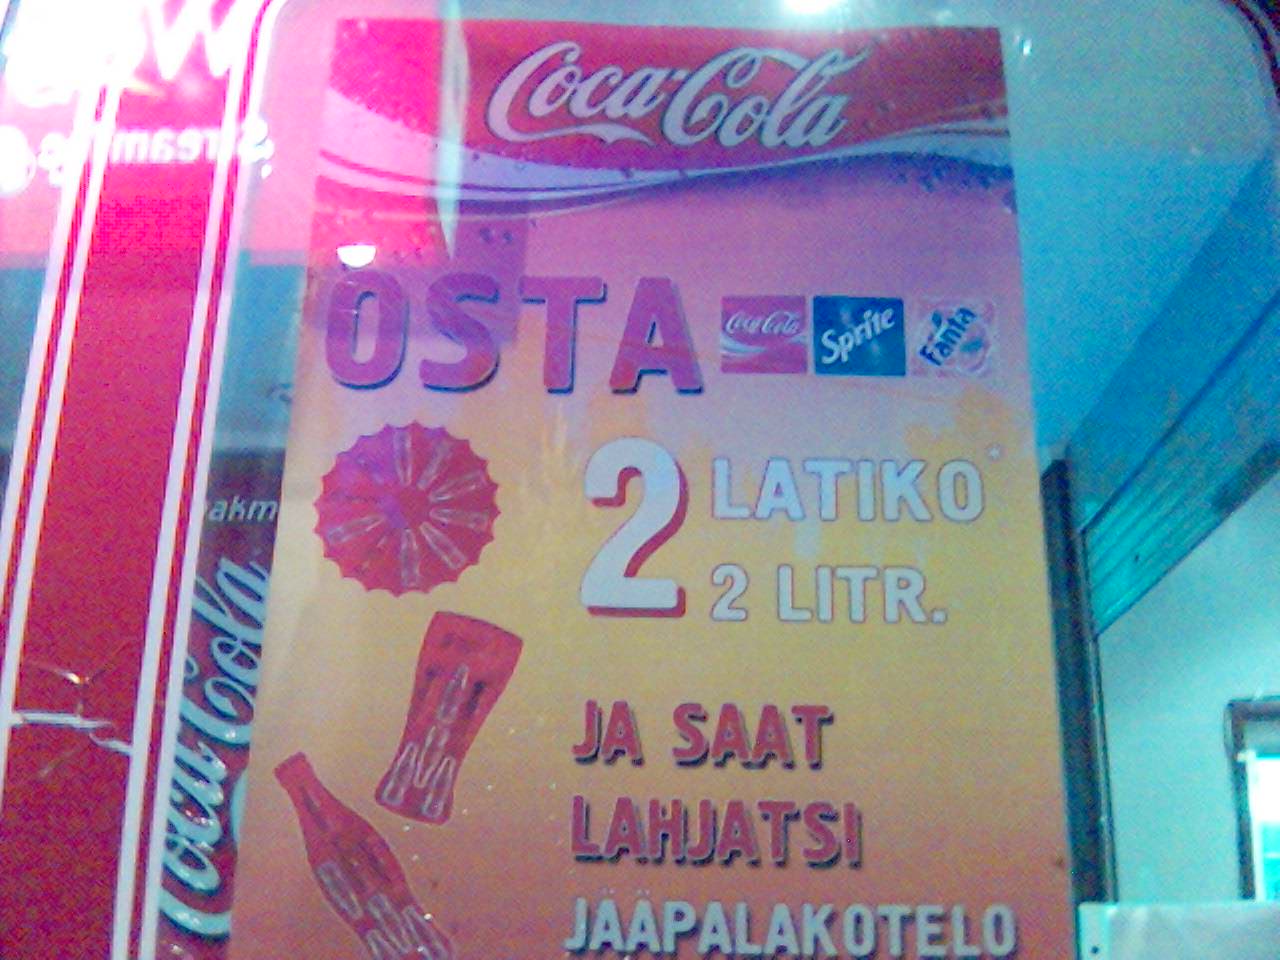 Coca-Cola
OSTA
Coca-Cola
Sprite
Fanta
2 LATIKO*
2 LITR.
JA SAAT
LAHJATSI
JÄÄPALAKOTELO
Coca-Cola